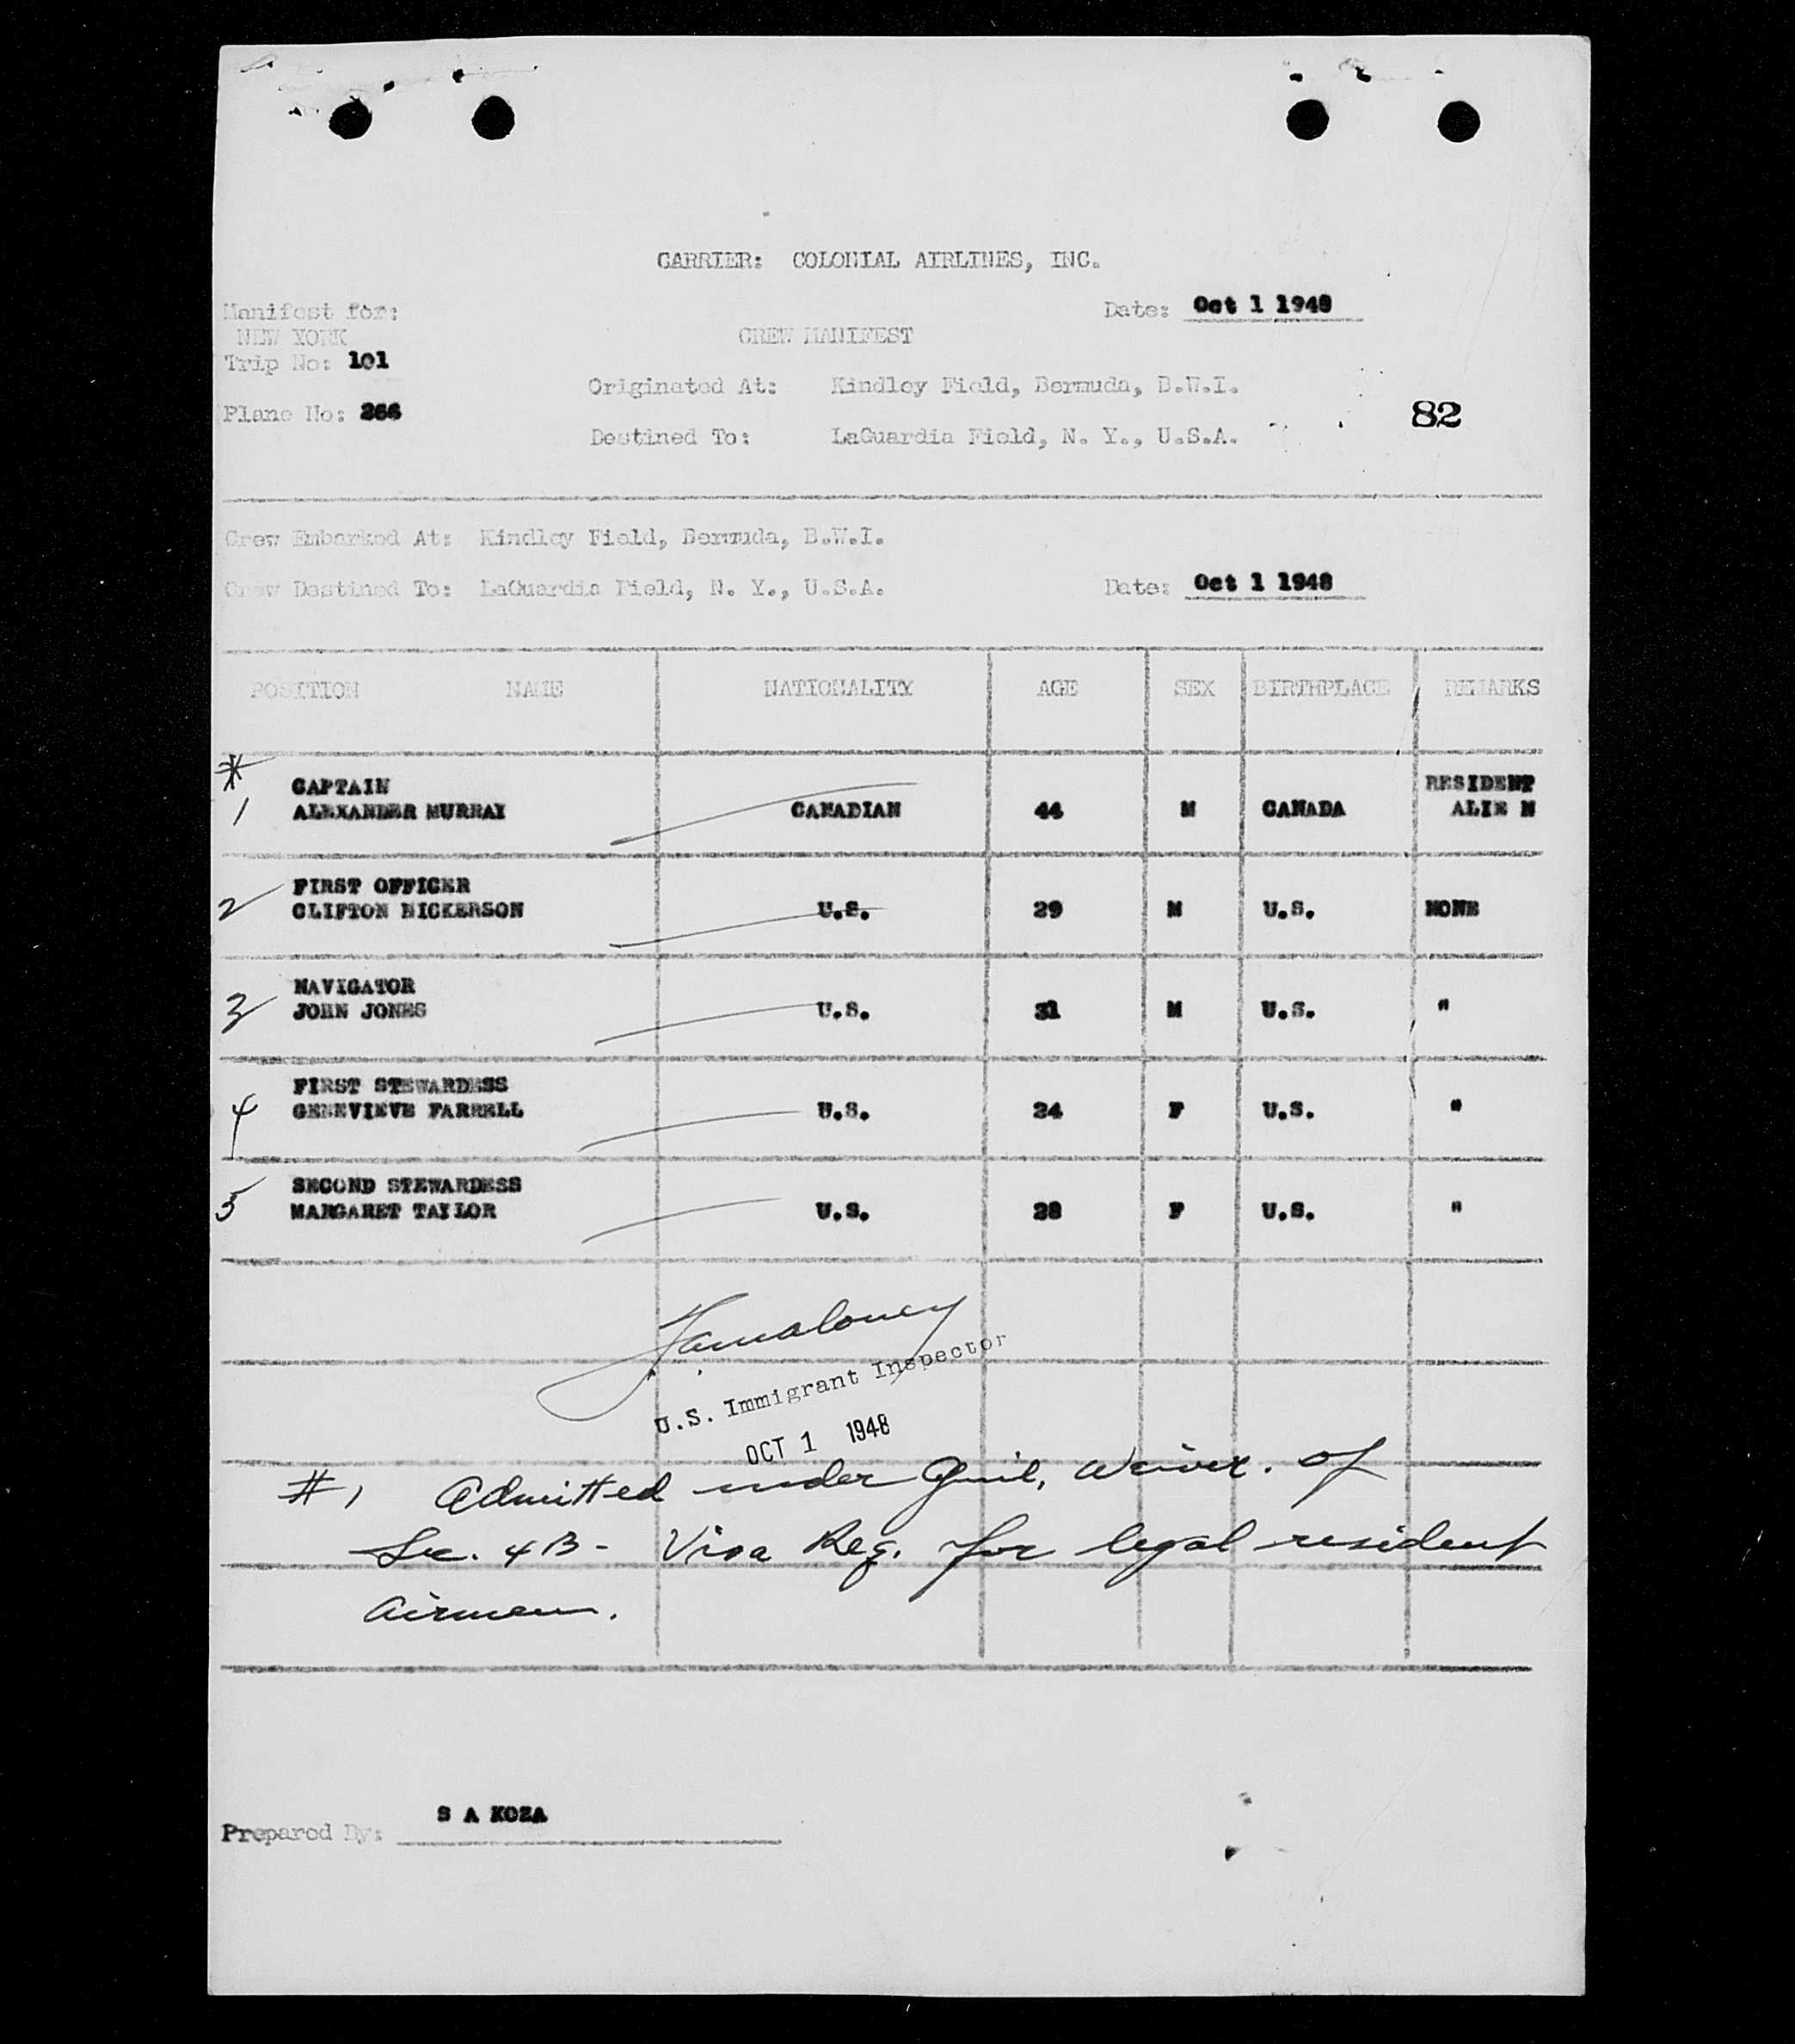 CARRIER: COLONIAL AIRLINES, INC.
Manifest for:
NEW YORK
Date: Oct 1 1948
CREW MANIFEST
Trip No: 101
Originated At: Kindley Field, Bermuda, B.W.I.
Plane No: 266
82
Destined To: LaGuardia Field, N. Y., U.S.A.
Crew Embarked At: Kindley Field, Bermuda, B.W.I.
Crew Destined To: LaGuardia Field, N. Y., U.S.A. Date: Oct 1 1948
POSITION NAME NATIONALITY AGE SEX BIRTHPLACE REMARKS
* CAPTAIN RESIDENT
1 ALEXANDER MURRAY CANADIAN 44 M CANADA ALIE N
FIRST OFFICER
2 CLIFTON NICKERSON U.S. 29 M U.S. NONE
NAVIGATOR
3 JOHN JONES U.S. 31 M U.S. "
FIRST STEWARDESS
4 GENEVIEVE FARRELL U.S. 24 F U.S. "
SECOND STEWARDESS
5 MARGARET TAYLOR U.S. 28 F U.S. "
U.S. Immigrant Inspector
OCT 1 1948
#1 Admitted under Waiver. of
Sec. 4B - Visa Reg. for legal resident
airmen.
S A KOZA
Prepared By: